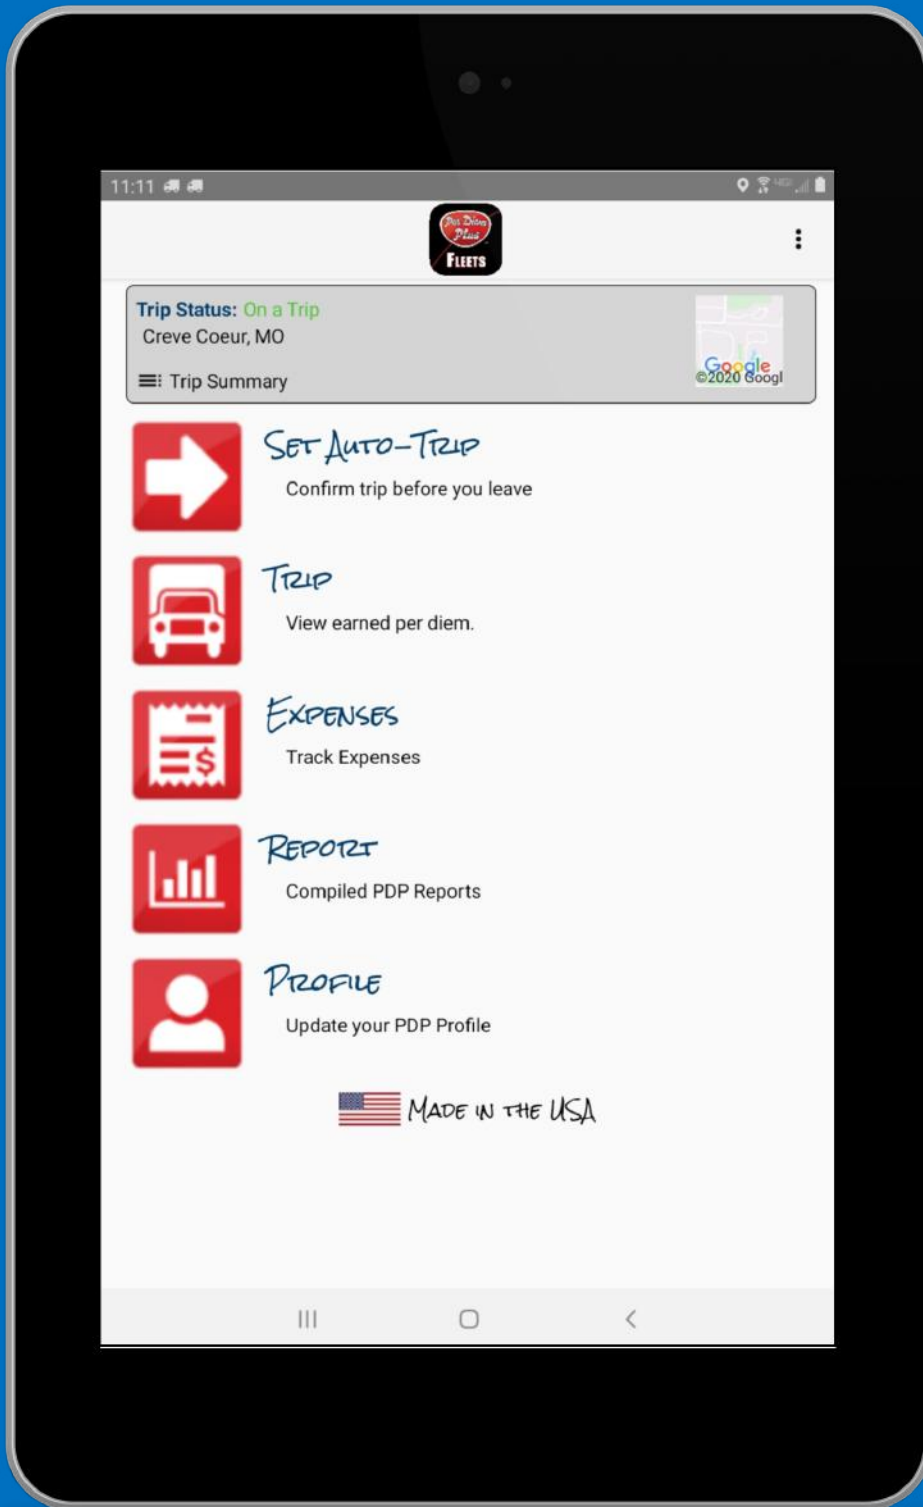 11:11
Per Diem
Plus
FLEETS
Trip Status: On a Trip
Creve Coeur, MO
Trip Summary
Google
©2020 Googl
SET AUTO-TRIP
Confirm trip before you leave
TRIP
View earned per diem.
EXPENSES
Track Expenses
REPORT
Compiled PDP Reports
PROFILE
Update your PDP Profile
MADE IN THE USA